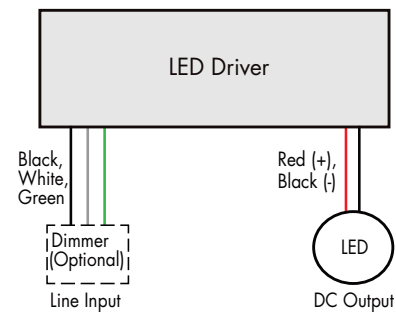 LED Driver
Black,
White,
Green
Red (+),
Black (-)
Dimmer
(Optional)
LED
Line Input
DC Output